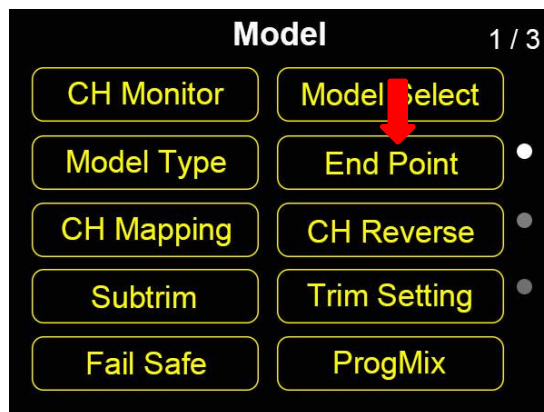 Model
1 / 3
CH Monitor
Model Select
Model Type
End Point
CH Mapping
CH Reverse
Subtrim
Trim Setting
Fail Safe
ProgMix